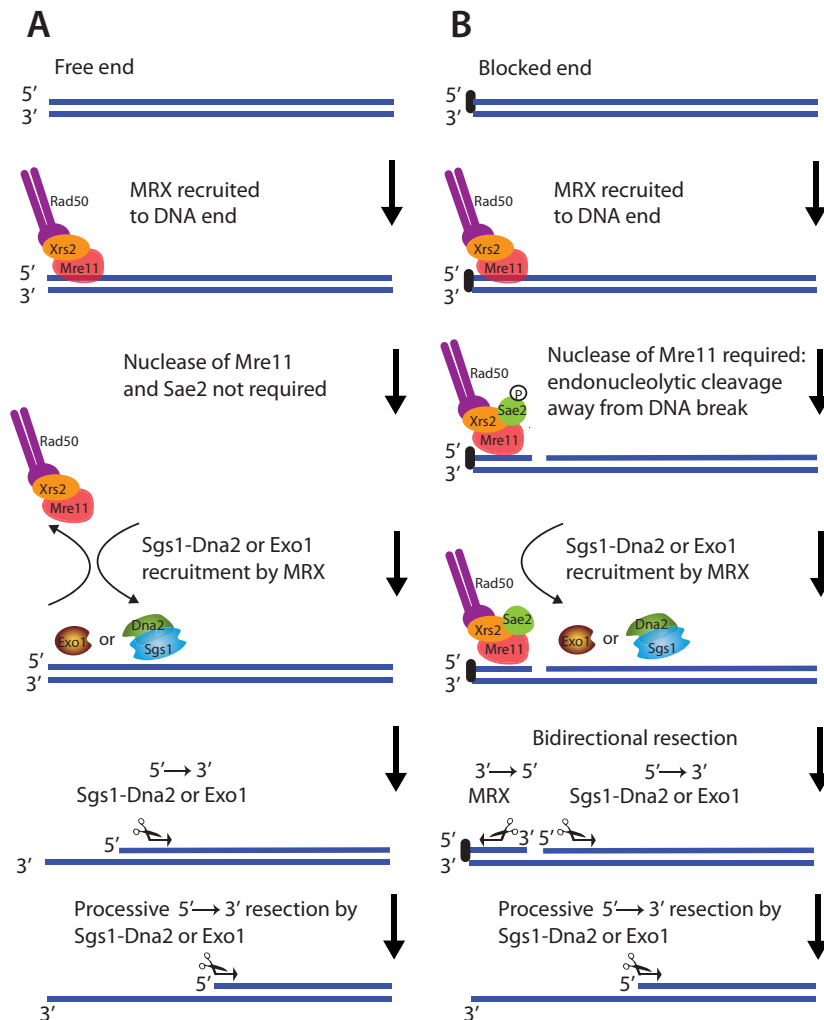 A
Free end
5′
3′
MRX recruited
to DNA end
Rad50
Xrs2
Mre11
5′
3′
Nuclease of Mre11
and Sae2 not required
Rad50
Xrs2
Mre11
Sgs1-Dna2 or Exo1
recruitment by MRX
Exo1 or Dna2
Sgs1
5′
3′
5′→3′
Sgs1-Dna2 or Exo1
5′
3′
Processive 5′→3′ resection by
Sgs1-Dna2 or Exo1
5′
3′
B
Blocked end
5′
3′
MRX recruited
to DNA end
Rad50
Xrs2
Mre11
5′
3′
Nuclease of Mre11 required:
endonucleolytic cleavage
away from DNA break
Rad50
P
Sae2
Xrs2
Mre11
5′
3′
Sgs1-Dna2 or Exo1
recruitment by MRX
Rad50
Sae2
Xrs2
Mre11
Exo1 or Dna2
Sgs1
5′
3′
Bidirectional resection
3′→5′ 5′→3′
MRX Sgs1-Dna2 or Exo1
5′ 3′ 5′
3′
Processive 5′→3′ resection by
Sgs1-Dna2 or Exo1
5′
3′